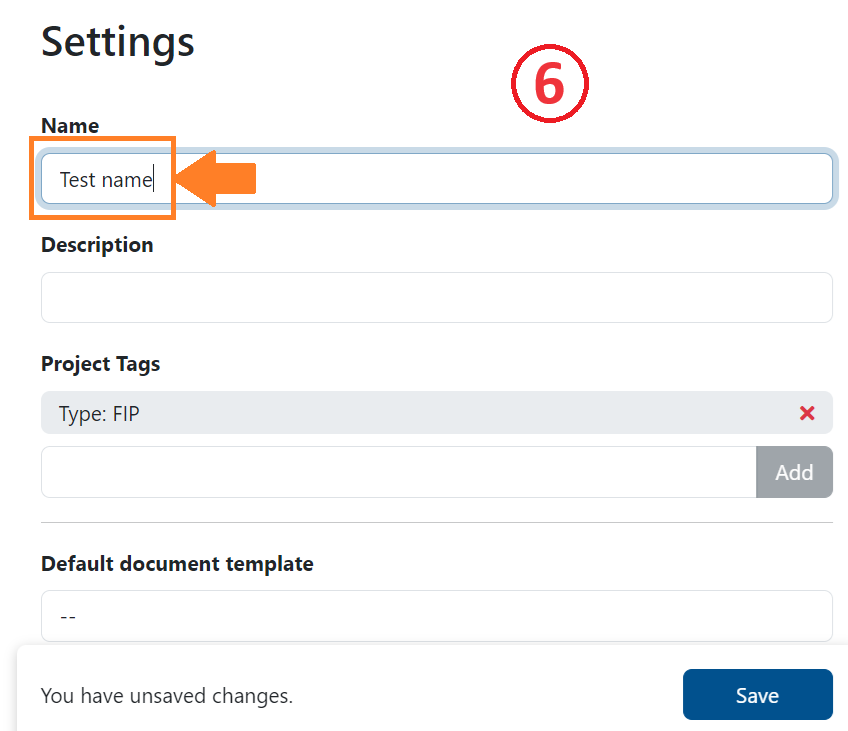 Settings
6
Name
Test name
Description
Project Tags
Type: FIP
Add
Default document template
--
You have unsaved changes.
Save